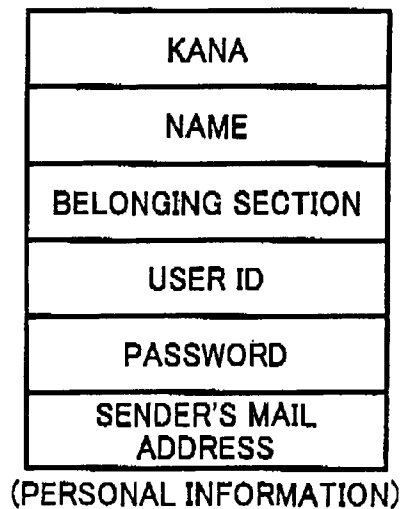 KANA
NAME
BELONGING SECTION
USER ID
PASSWORD
SENDER'S MAIL
ADDRESS
(PERSONAL INFORMATION)